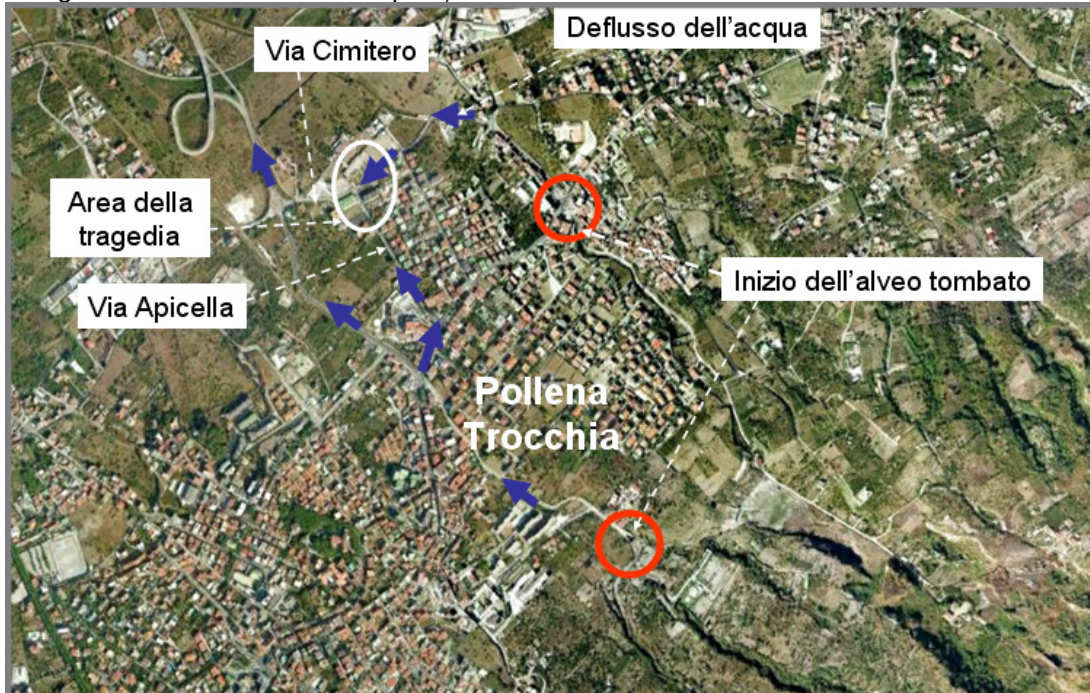 Deflusso dell'acqua
Via Cimitero
Area della
tragedia
Inizio dell'alveo tombato
Via Apicella
Pollena
Trocchia